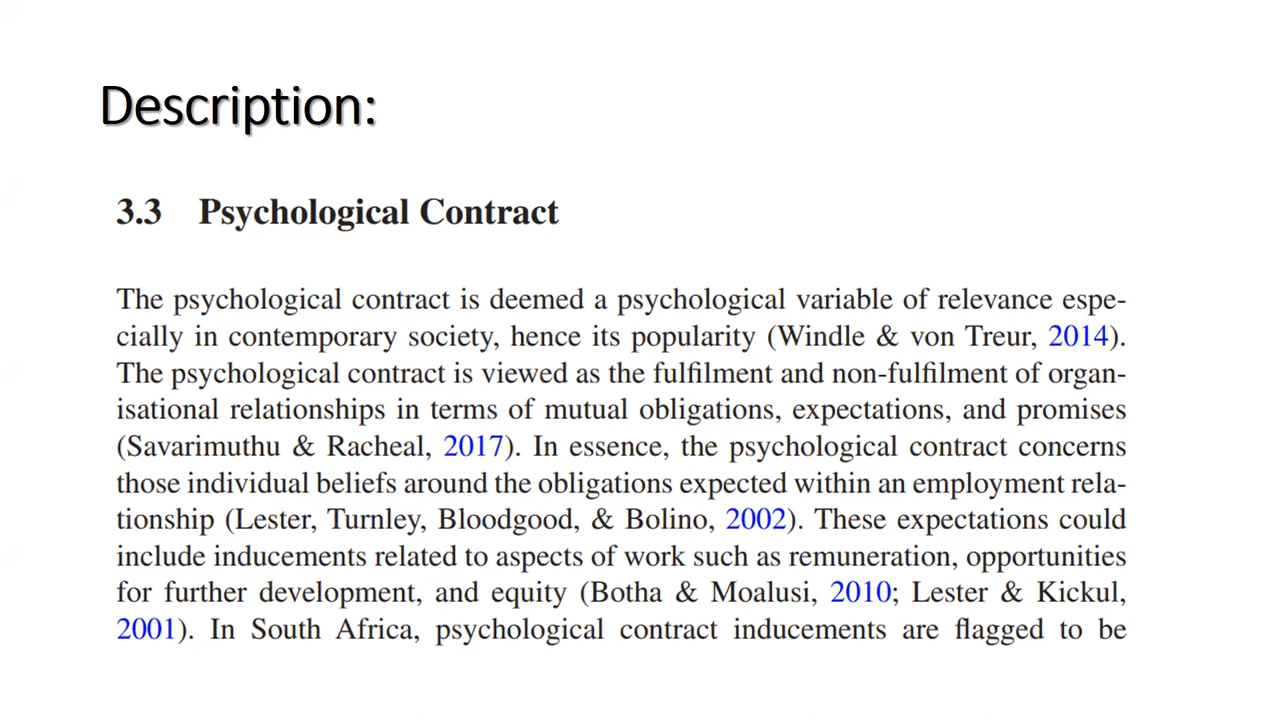 Description:
3.3 Psychological Contract
The psychological contract is deemed a psychological variable of relevance espe-
cially in contemporary society, hence its popularity (Windle & von Treur, 2014).
The psychological contract is viewed as the fulfilment and non-fulfilment of organ-
isational relationships in terms of mutual obligations, expectations, and promises
(Savarimuthu & Racheal, 2017). In essence, the psychological contract concerns
those individual beliefs around the obligations expected within an employment rela-
tionship (Lester, Turnley, Bloodgood, & Bolino, 2002). These expectations could
include inducements related to aspects of work such as remuneration, opportunities
for further development, and equity (Botha & Moalusi, 2010; Lester & Kickul,
2001). In South Africa, psychological contract inducements are flagged to be